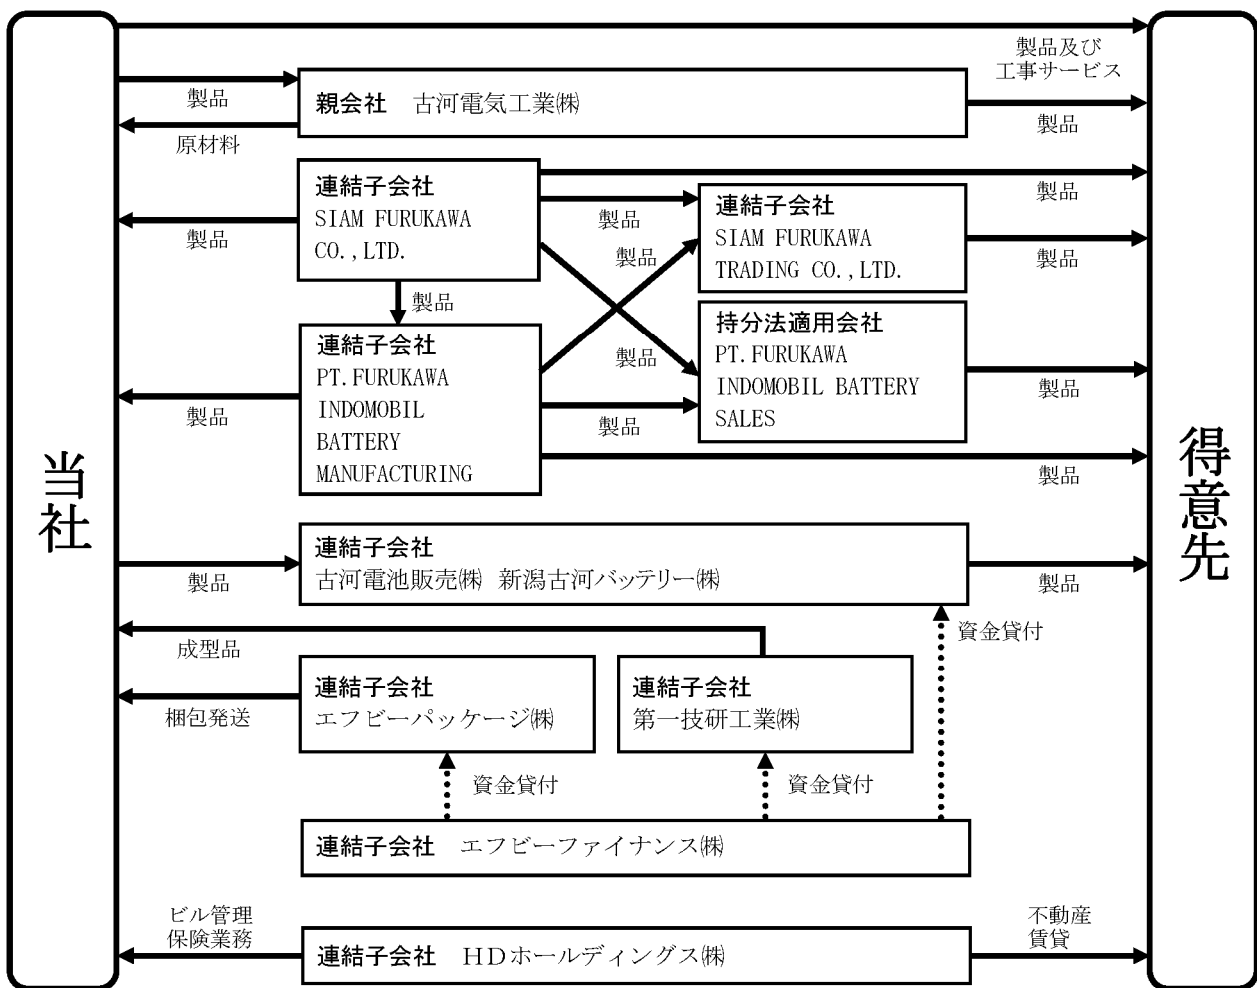 当社
得意先
製品及び
工事サービス
製品
親会社　古河電気工業㈱
製品
原材料
連結子会社
SIAM FURUKAWA
CO.,LTD.
製品
製品
製品
連結子会社
SIAM FURUKAWA
TRADING CO.,LTD.
製品
製品
製品
連結子会社
PT.FURUKAWA
INDOMOBIL
BATTERY
MANUFACTURING
製品
持分法適用会社
PT.FURUKAWA
INDOMOBIL BATTERY
SALES
製品
製品
製品
製品
連結子会社
古河電池販売㈱　新潟古河バッテリー㈱
製品
製品
成型品
資金貸付
連結子会社
エフビーパッケージ㈱
梱包発送
連結子会社
第一技研工業㈱
資金貸付
資金貸付
連結子会社　エフビーファイナンス㈱
ビル管理
保険業務
連結子会社　ＨＤホールディングス㈱
不動産
賃貸